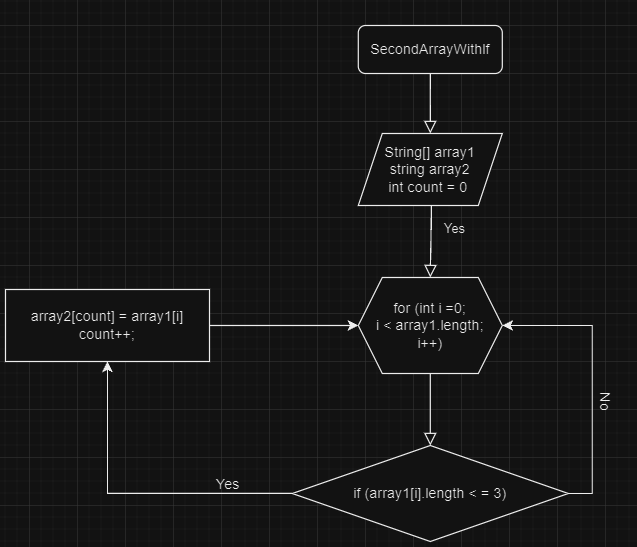 SecondArrayWithIf
String[] array1
string array2
int count = 0
Yes
for (int i =0;
i < array1.length;
i++)
array2[count] = array1[i]
count++;
No
if (array1[i].length < = 3)
Yes